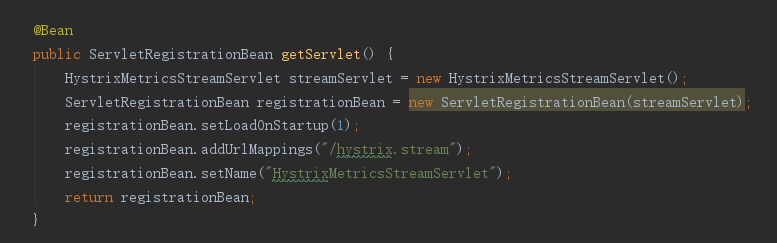 @Bean
public ServletRegistrationBean getServlet() {
    HystrixMetricsStreamServlet streamServlet = new HystrixMetricsStreamServlet();
    ServletRegistrationBean registrationBean = new ServletRegistrationBean(streamServlet);
    registrationBean.setLoadOnStartup(1);
    registrationBean.addUrlMappings("/hystrix.stream");
    registrationBean.setName("HystrixMetricsStreamServlet");
    return registrationBean;
}